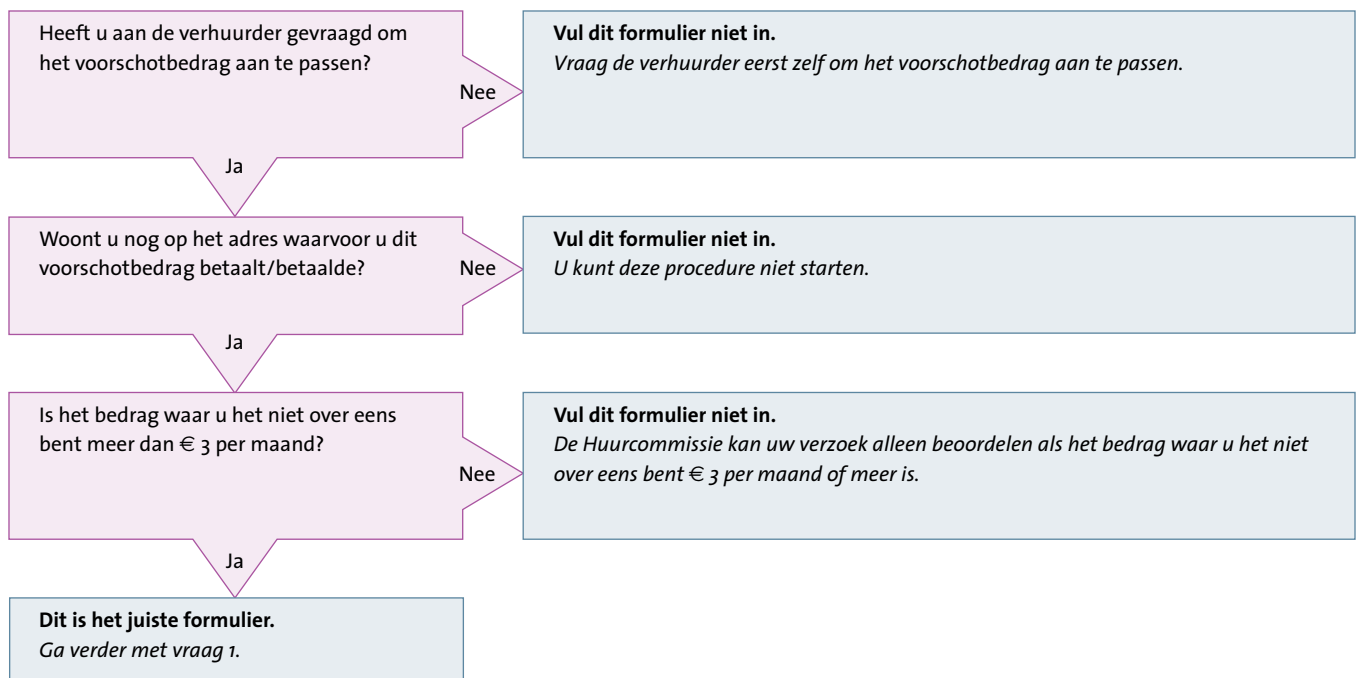 Heeft u aan de verhuurder gevraagd om
het voorschotbedrag aan te passen?
Nee
Vul dit formulier niet in.
Vraag de verhuurder eerst zelf om het voorschotbedrag aan te passen.
Ja
Woont u nog op het adres waarvoor u dit
voorschotbedrag betaalt/betaalde?
Nee
Vul dit formulier niet in.
U kunt deze procedure niet starten.
Ja
Is het bedrag waar u het niet over eens
bent meer dan € 3 per maand?
Nee
Vul dit formulier niet in.
De Huurcommissie kan uw verzoek alleen beoordelen als het bedrag waar u het niet
over eens bent € 3 per maand of meer is.
Ja
Dit is het juiste formulier.
Ga verder met vraag 1.